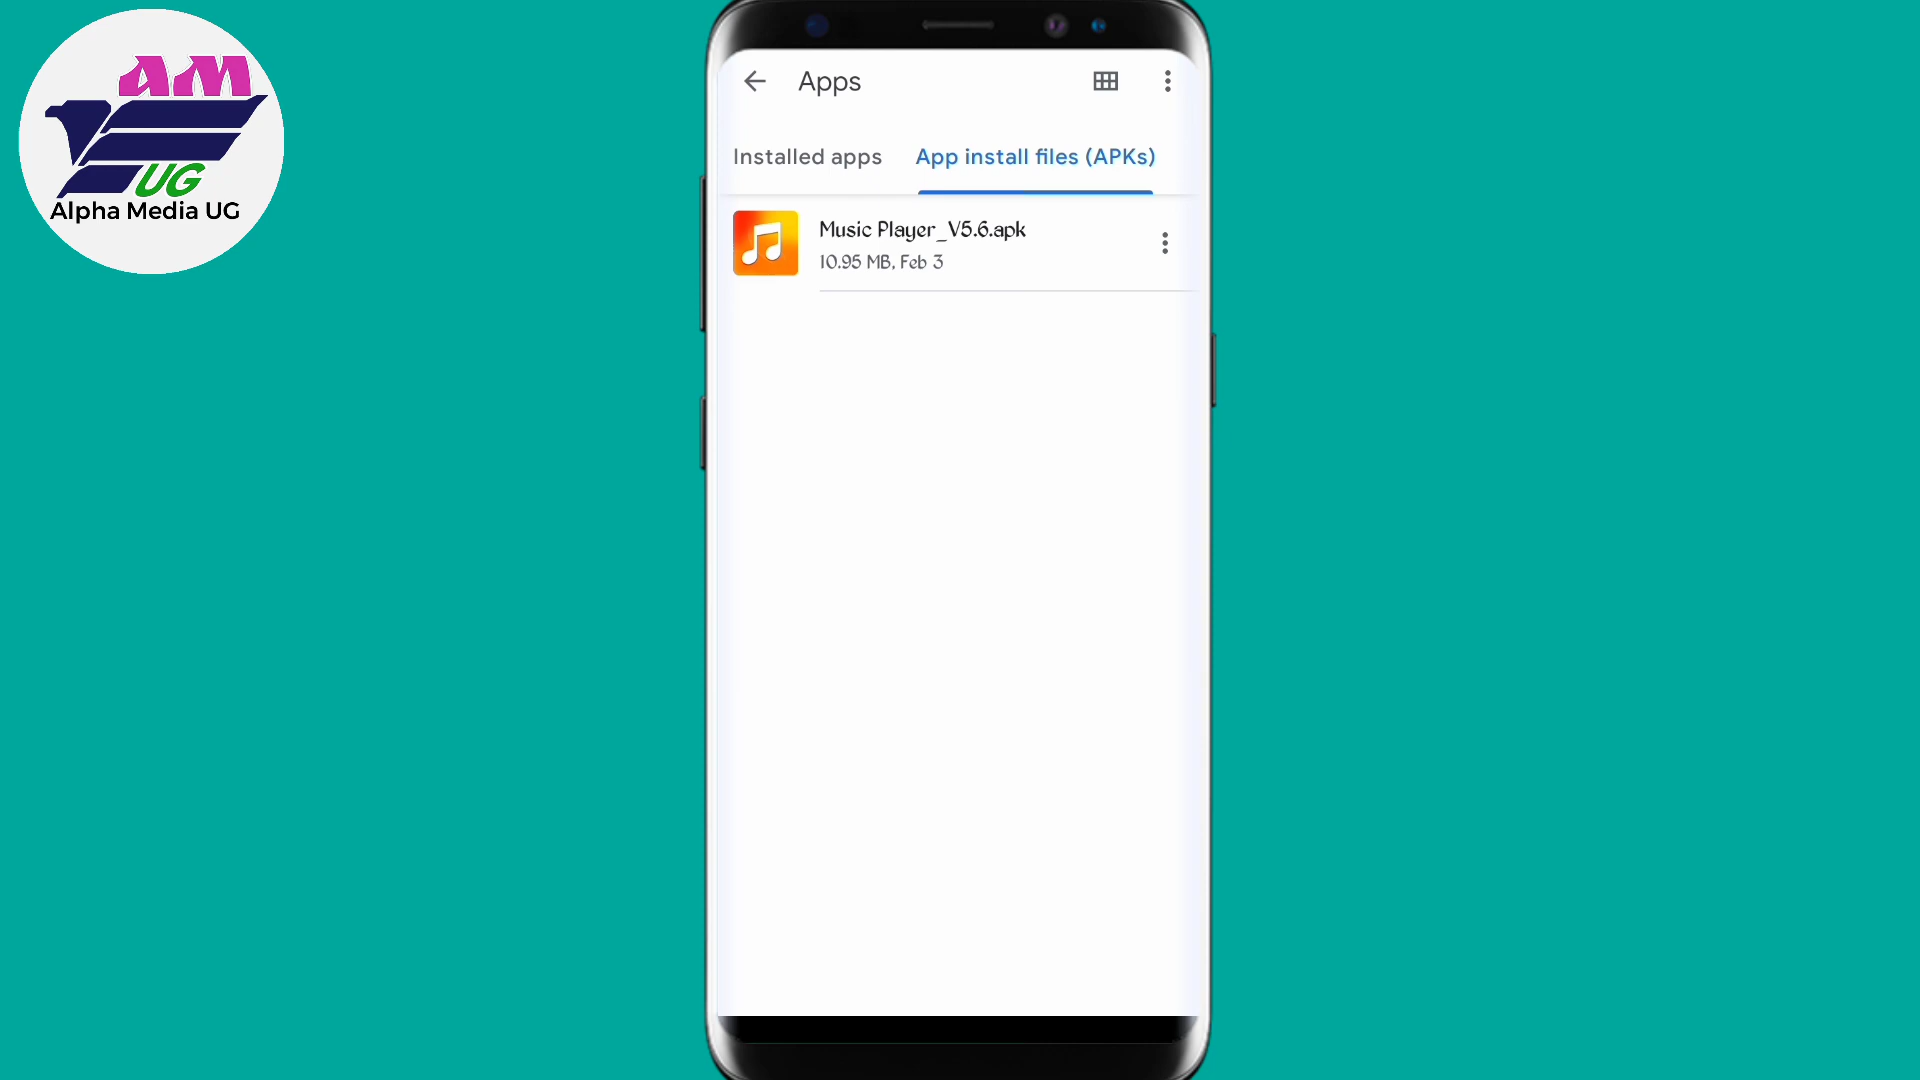 AM
UG
Alpha Media UG
Apps
Installed apps
App install files (APKs)
Music Player_V5.6.apk
10.95 MB, Feb 3